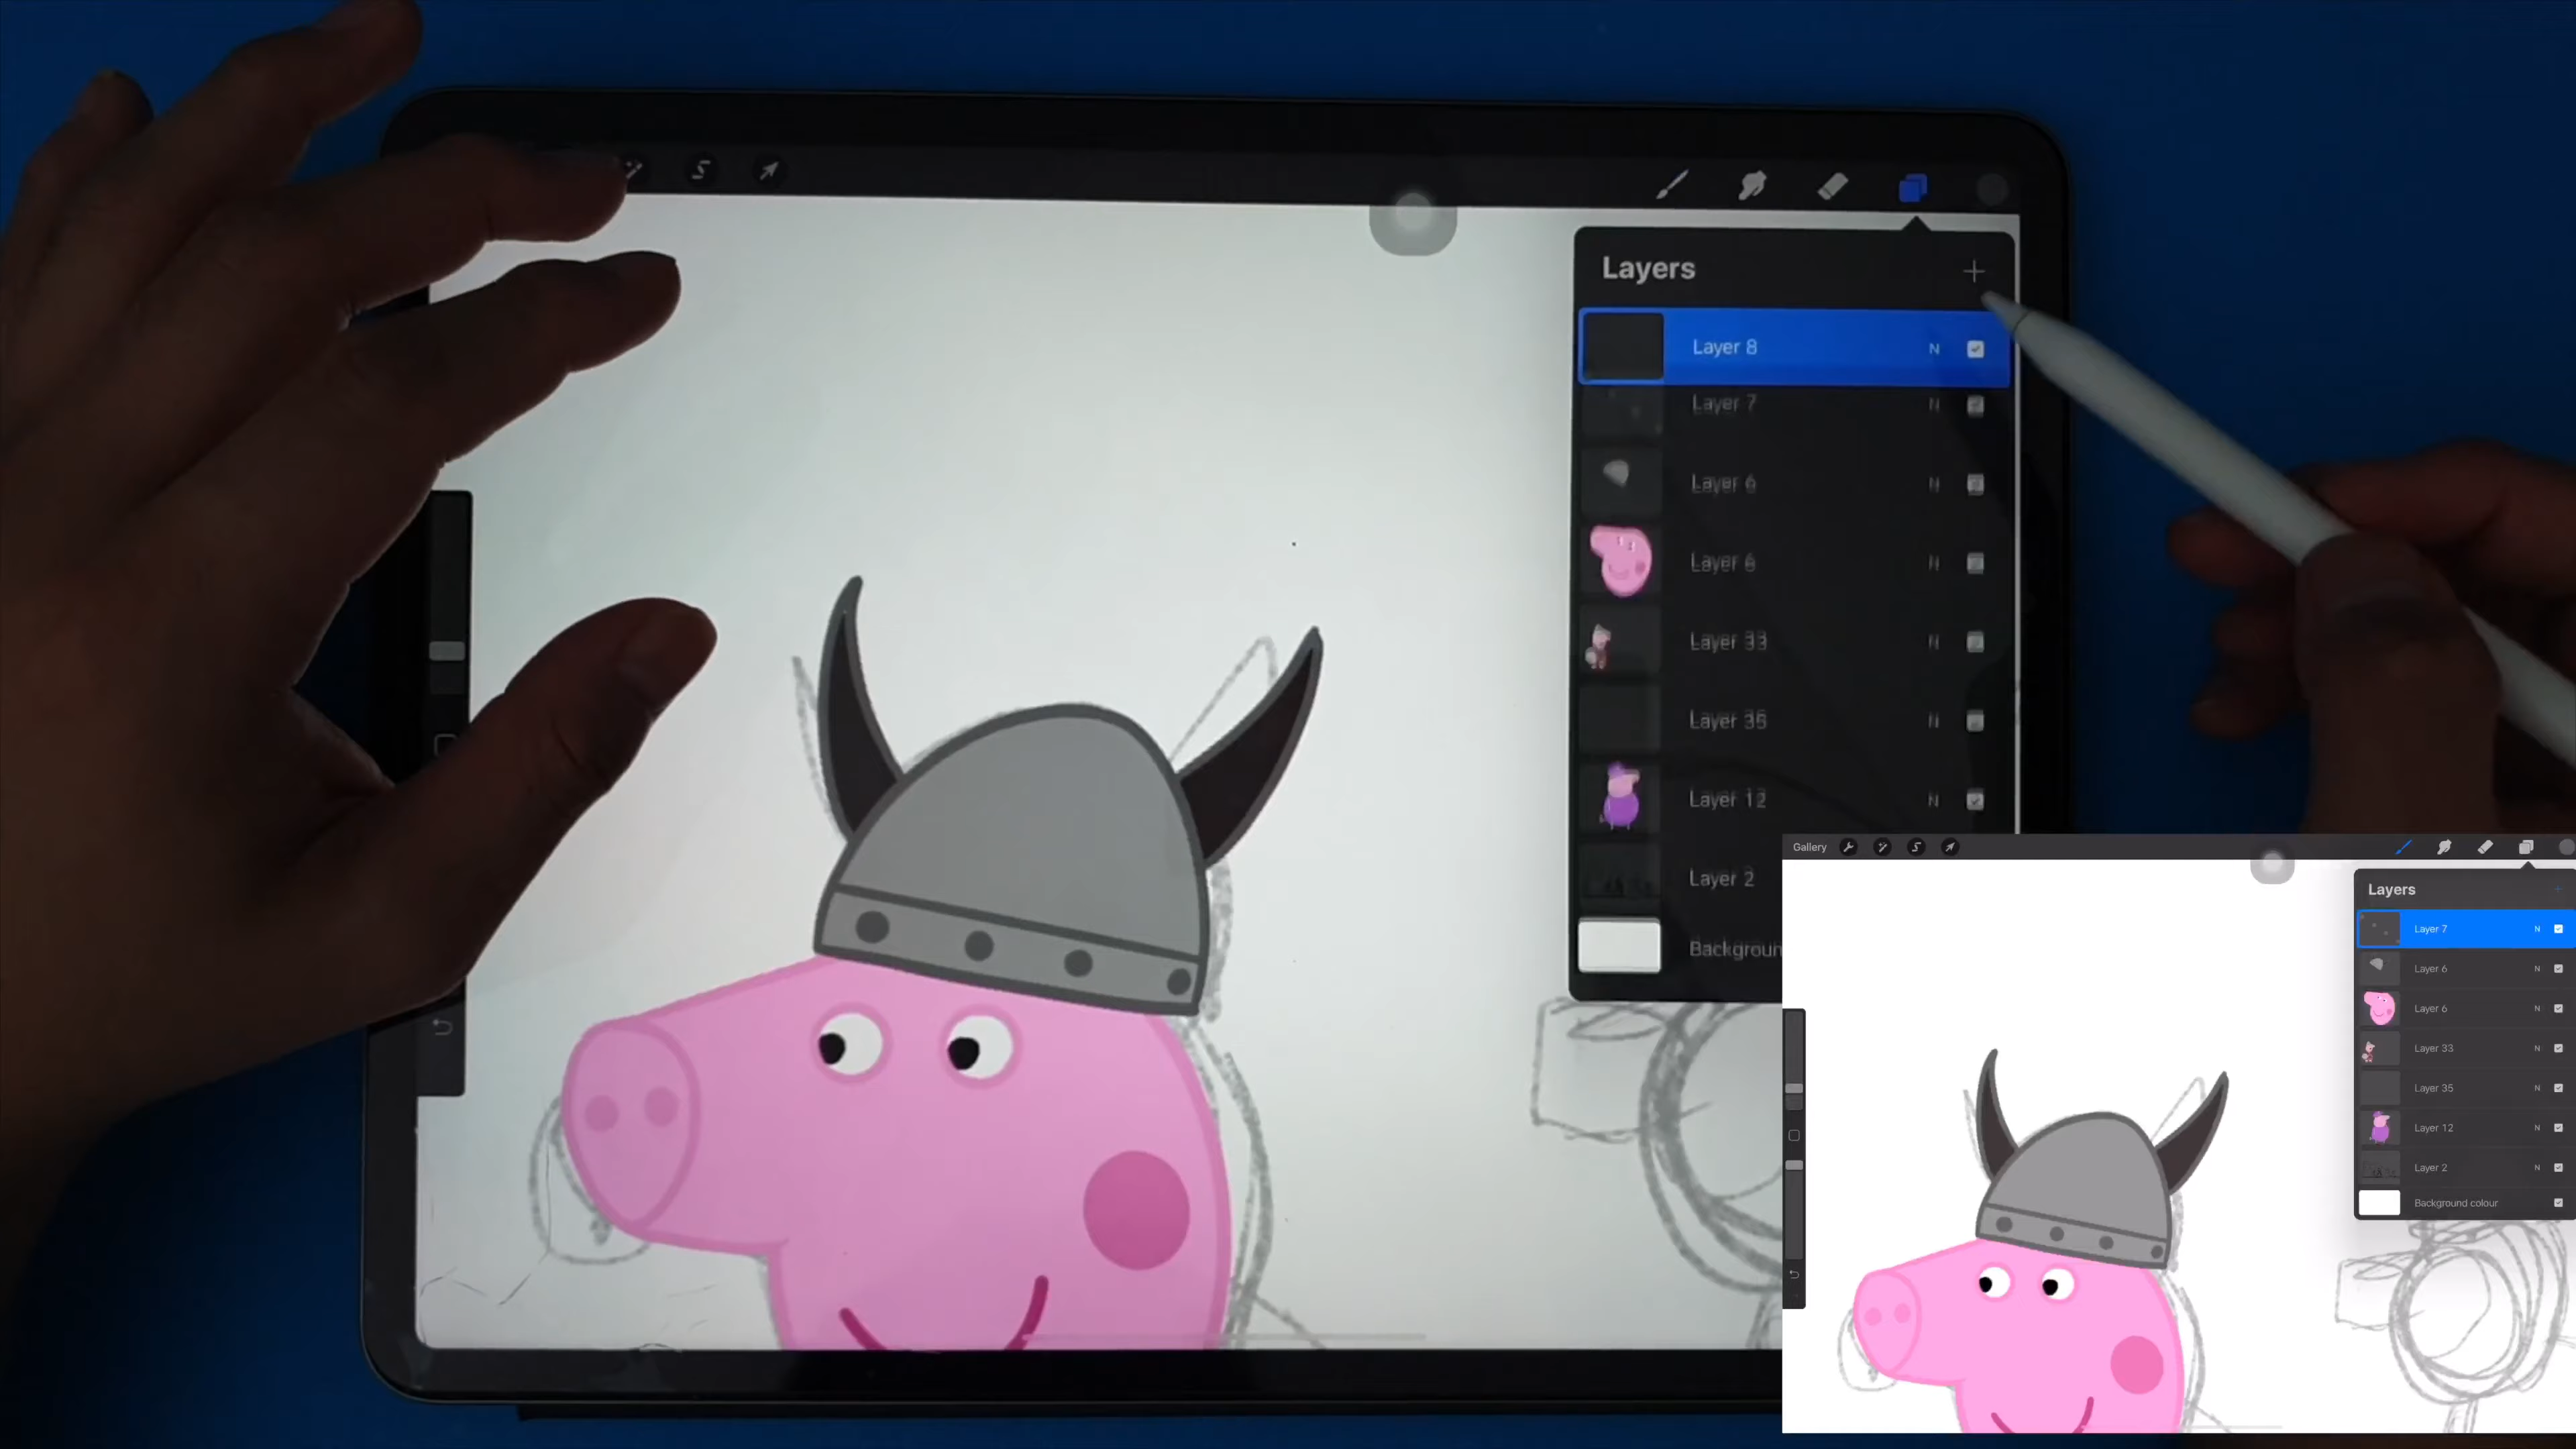 Layers
Layer 8 N
Layer 7 N
Layer 6 N
Layer 6 N
Layer 33 N
Layer 35 N
Layer 12 N
Layer 2
Backgroun
Gallery
Layers
Layer 7 N
Layer 6 N
Layer 6 N
Layer 33 N
Layer 35 N
Layer 12 N
Layer 2 N
Background colour